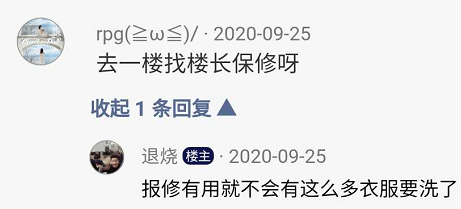 rpg(≧ω≦)/ · 2020-09-25
去一楼找楼长保修呀
收起 1 条回复 ▲
退烧 楼主 · 2020-09-25
报修有用就不会有这么多衣服要洗了